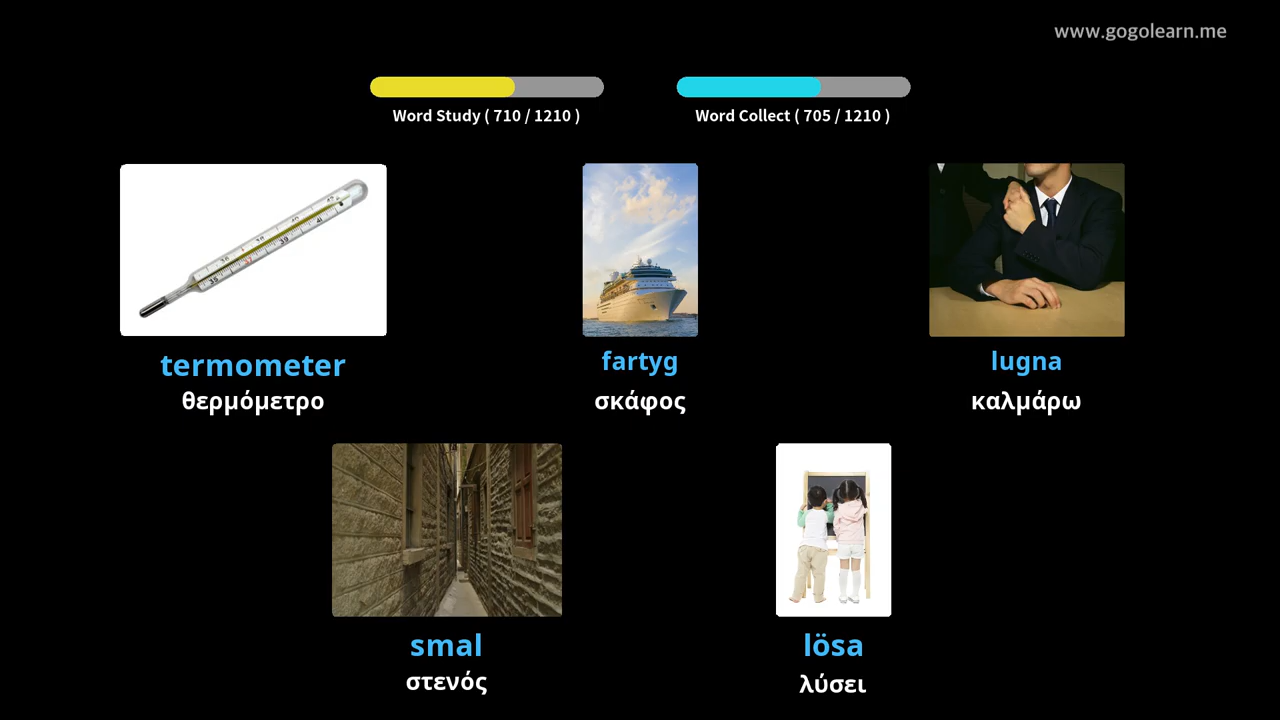 www.gogolearn.me
Word Study ( 710 / 1210 )
Word Collect ( 705 / 1210 )
termometer
θερμόμετρο
fartyg
σκάφος
lugna
καλμάρω
smal
στενός
lösa
λύσει